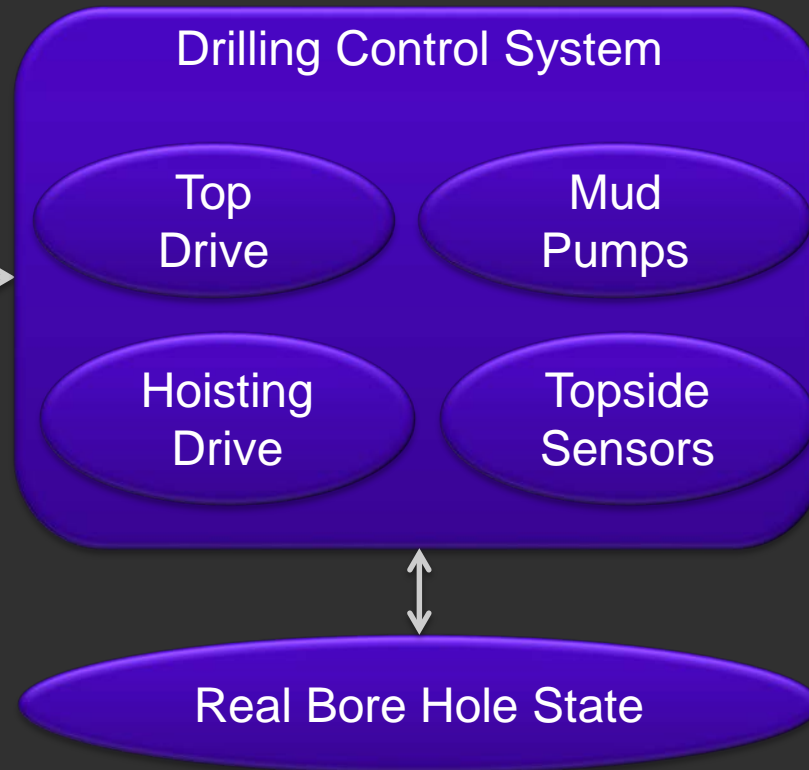 Drilling Control System
Top
Drive
Mud
Pumps
Hoisting
Drive
Topside
Sensors
Real Bore Hole State